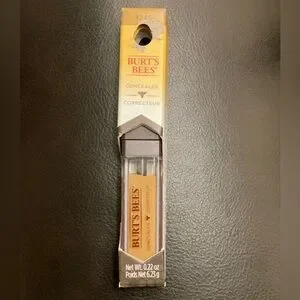 BURT'S
BEES
CONCEALER
CORRECTEUR
BURT'S BEES
Net Wt. 0.22 oz
Poids Net 6.23 g